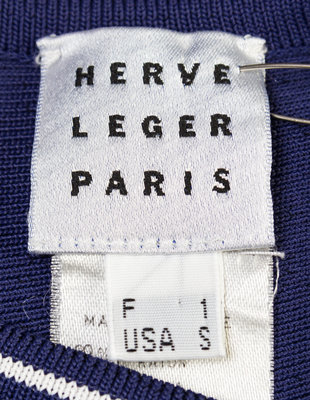 HERVE
LEGER
PARIS
F 1
USA S